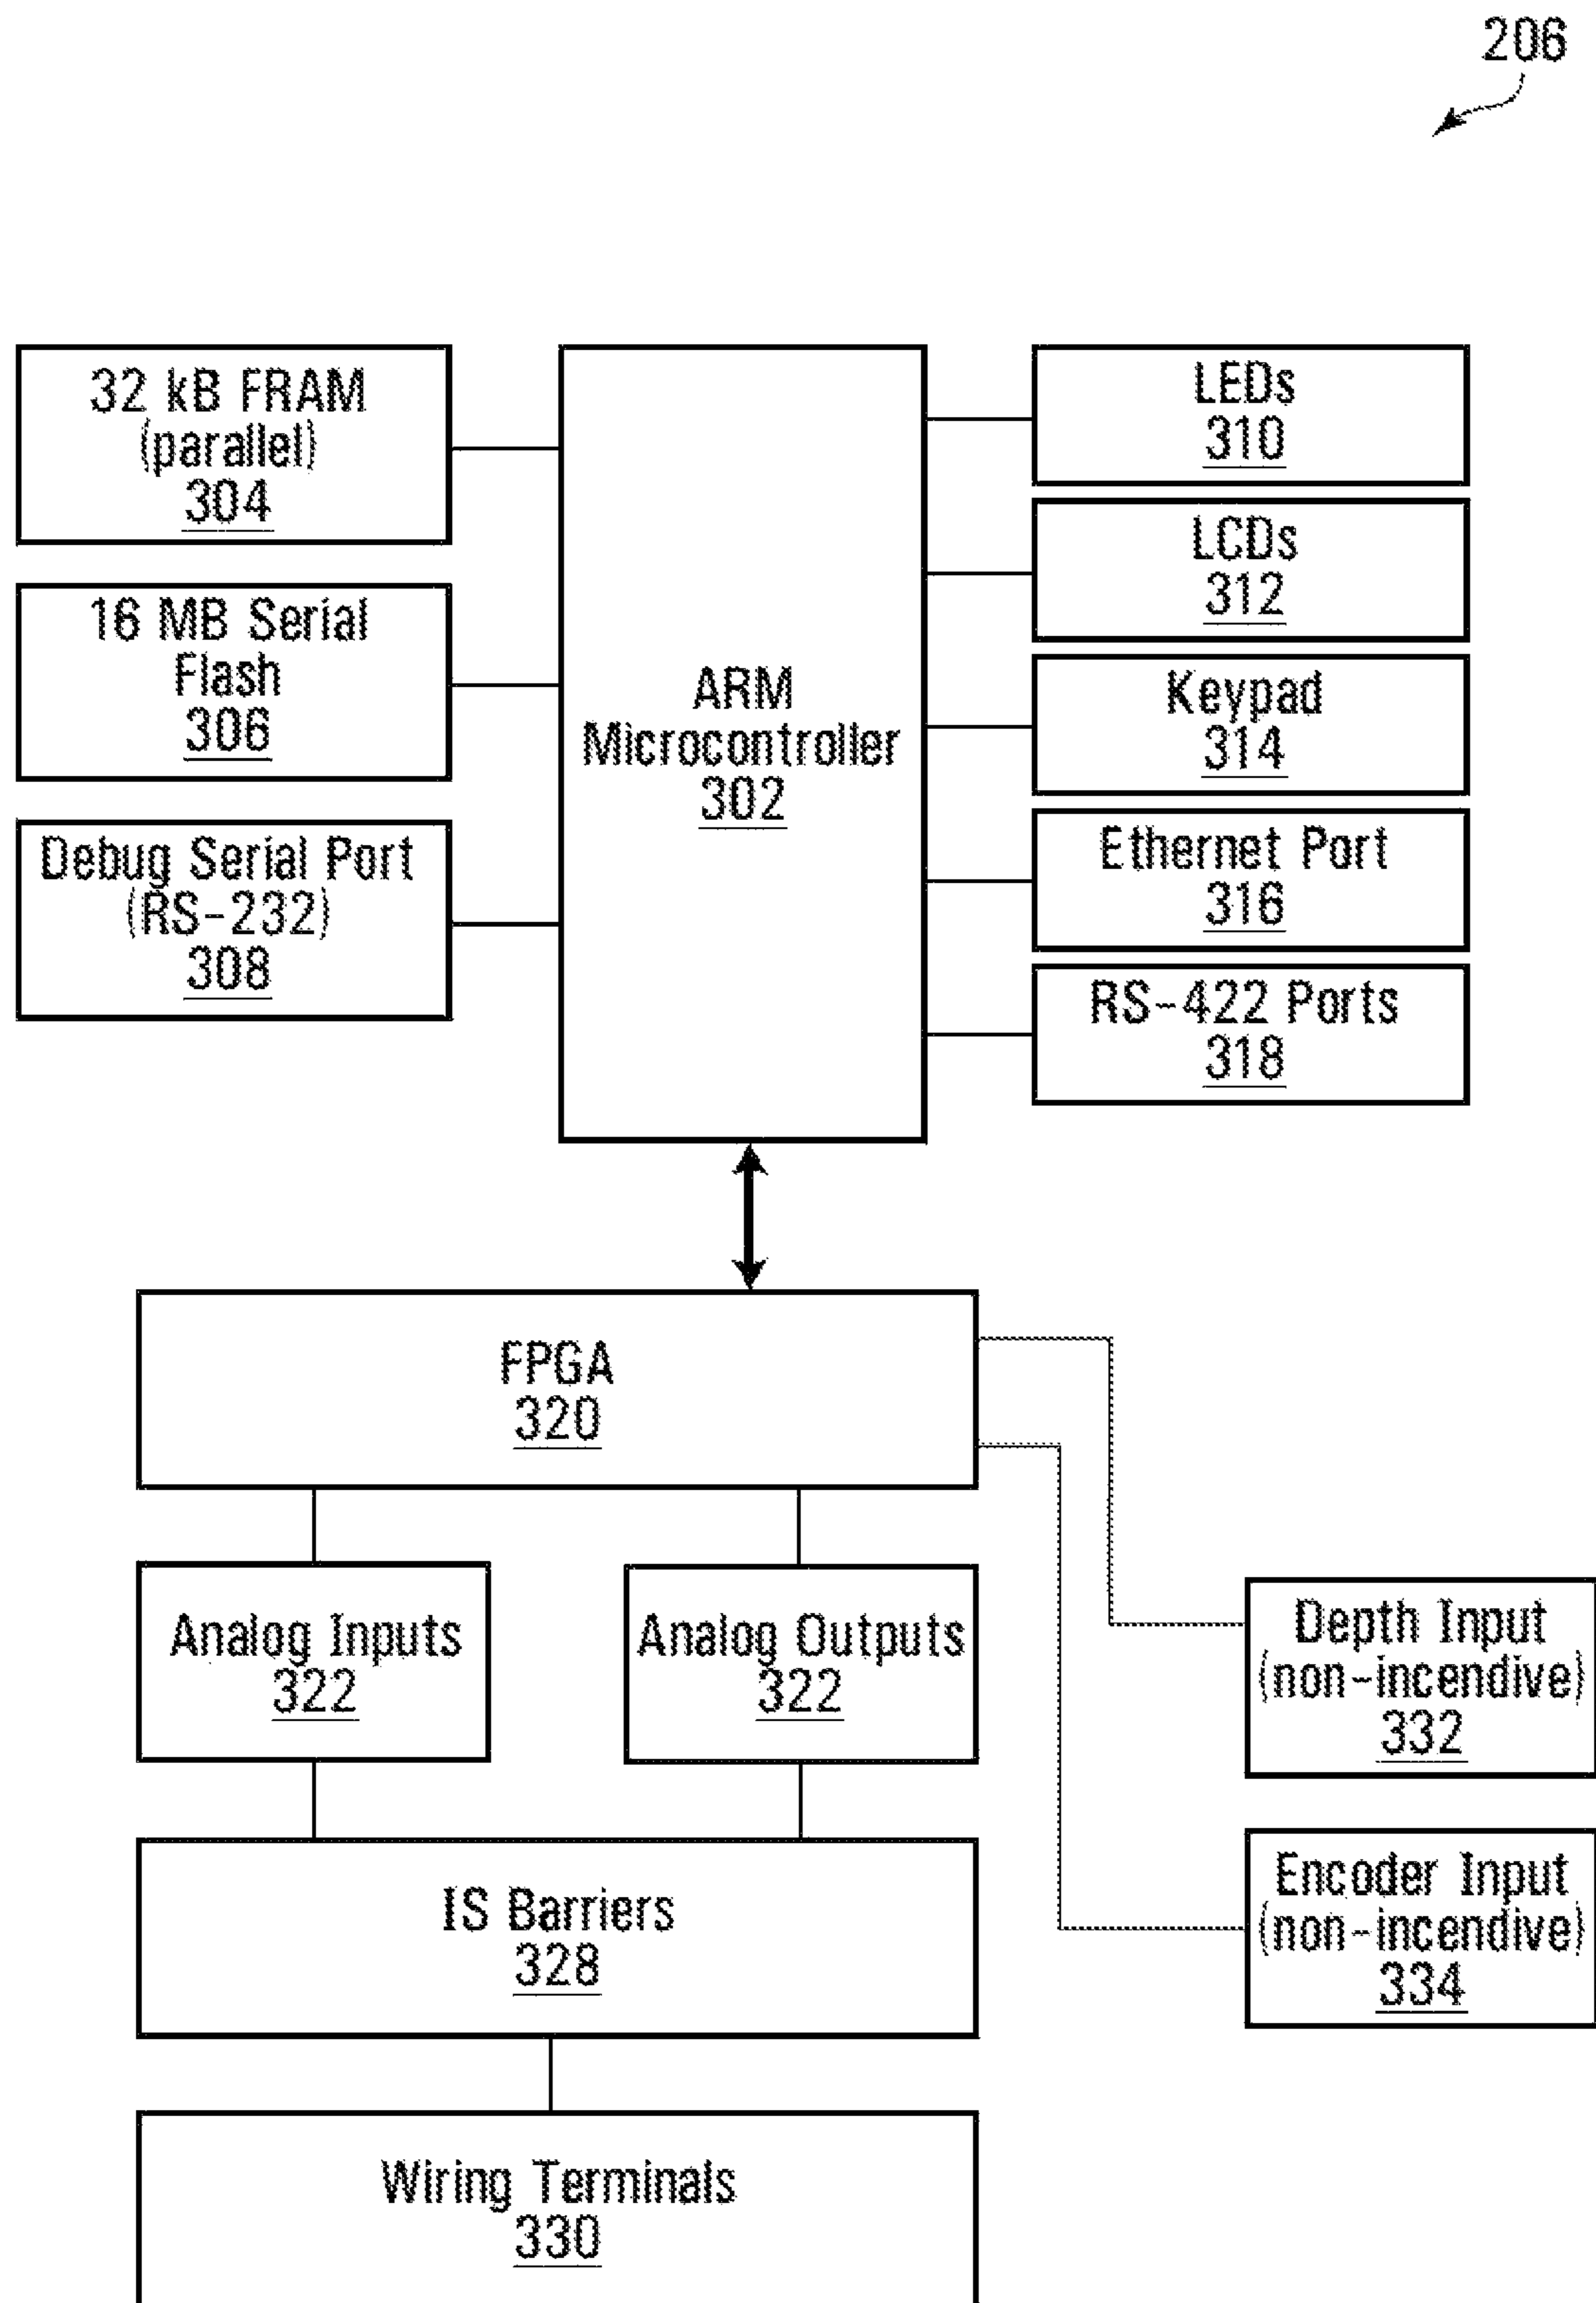 206
32 kB FRAM
(parallel)
304
16 MB Serial
Flash
306
Debug Serial Port
(RS-232)
308
ARM
Microcontroller
302
LEDs
310
LCDs
312
Keypad
314
Ethernet Port
316
RS-422 Ports
318
FPGA
320
Analog Inputs
322
Analog Outputs
322
Depth Input
(non-incendive)
332
IS Barriers
328
Encoder Input
(non-incendive)
334
Wiring Terminals
330